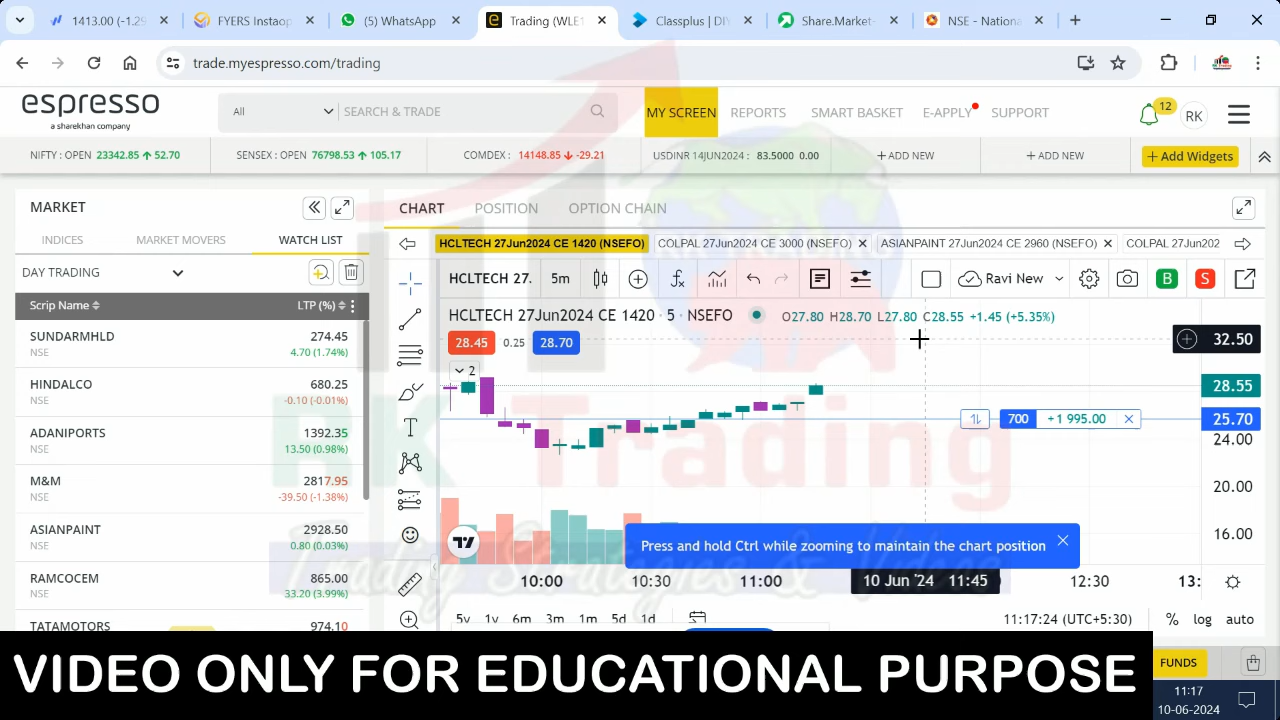 1413.00 (-1.29
FYERS Instaop
(5) WhatsApp
Trading (WLE1
Classplus | DIY
Share.Market-
NSE - Nationa
trade.myespresso.com/trading
espresso
a sharekhan company
All
SEARCH & TRADE
MY SCREEN
REPORTS
SMART BASKET
E-APPLY
SUPPORT
12
RK
NIFTY : OPEN 23342.85 52.70
SENSEX : OPEN 76798.53 105.17
COMDEX : 14148.85 -29.21
USDINR 14JUN2024 : 83.5000 0.00
+ ADD NEW
+ ADD NEW
+ Add Widgets
MARKET
INDICES
MARKET MOVERS
WATCH LIST
DAY TRADING
Scrip Name
LTP (%)
SUNDARMHLD 274.45
NSE 4.70 (1.74%)
HINDALCO 680.25
NSE -0.10 (-0.01%)
ADANIPORTS 1392.35
NSE 13.50 (0.98%)
M&M 2817.95
NSE -39.50 (-1.38%)
ASIANPAINT 2928.50
NSE 0.80 (0.03%)
RAMCOCEM 865.00
NSE 33.20 (3.99%)
TATAMOTORS 974.10
CHART
POSITION
OPTION CHAIN
HCLTECH 27Jun2024 CE 1420 (NSEFO)
COLPAL 27Jun2024 CE 3000 (NSEFO)
ASIANPAINT 27Jun2024 CE 2960 (NSEFO)
COLPAL 27Jun202
HCLTECH 27.
5m
Ravi New
B
S
HCLTECH 27Jun2024 CE 1420 · 5 · NSEFO
O27.80 H28.70 L27.80 C28.55 +1.45 (+5.35%)
28.45 0.25 28.70
2
32.50
28.55
700 +1 995.00
25.70
24.00
20.00
16.00
RK Trading
Press and hold Ctrl while zooming to maintain the chart position
10:00 10:30 11:00 10 Jun '24 11:45 12:30 13:
5y 1y 6m 3m 1m 5d 1d
11:17:24 (UTC+5:30)
% log auto
VIDEO ONLY FOR EDUCATIONAL PURPOSE
FUNDS
11:17
10-06-2024